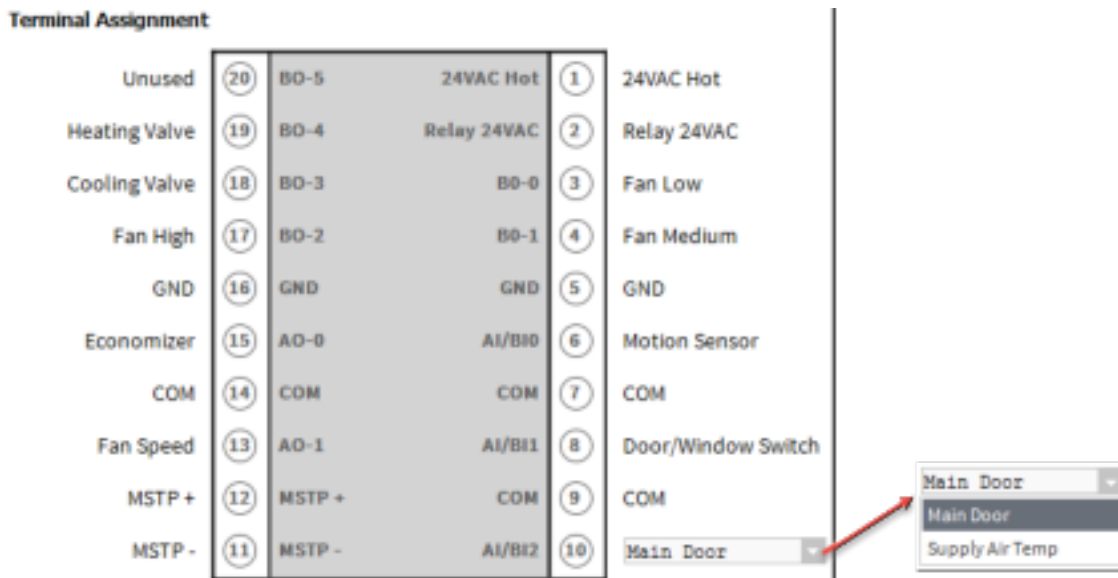 Terminal Assignment
Unused 20 BO-5 24VAC Hot 1 24VAC Hot
Heating Valve 19 BO-4 Relay 24VAC 2 Relay 24VAC
Cooling Valve 18 BO-3 B0-0 3 Fan Low
Fan High 17 BO-2 B0-1 4 Fan Medium
GND 16 GND GND 5 GND
Economizer 15 AO-0 AI/BI0 6 Motion Sensor
COM 14 COM COM 7 COM
Fan Speed 13 AO-1 AI/BI1 8 Door/Window Switch
MSTP + 12 MSTP + COM 9 COM
MSTP - 11 MSTP - AI/BI2 10 Main Door
Main Door
Main Door
Supply Air Temp